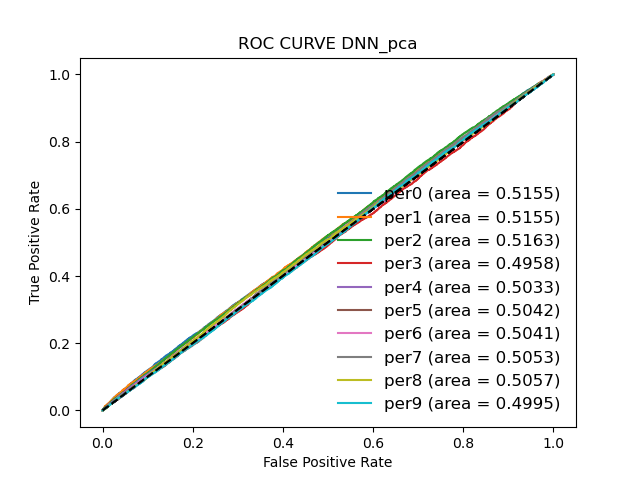 ROC CURVE DNN_pca
True Positive Rate
1.0
0.8
0.6
0.4
0.2
0.0
per0 (area = 0.5155)
per1 (area = 0.5155)
per2 (area = 0.5163)
per3 (area = 0.4958)
per4 (area = 0.5033)
per5 (area = 0.5042)
per6 (area = 0.5041)
per7 (area = 0.5053)
per8 (area = 0.5057)
per9 (area = 0.4995)
0.0 0.2 0.4 0.6 0.8 1.0
False Positive Rate